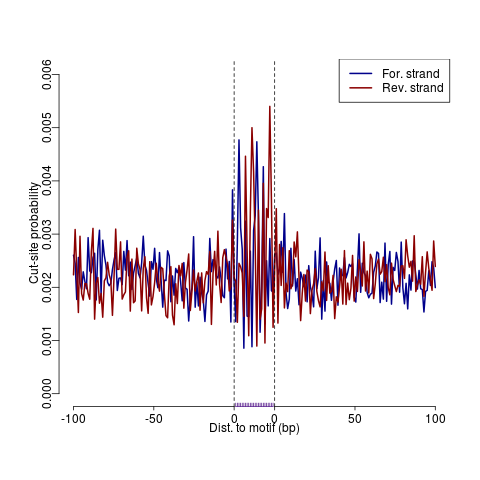 For. strand
Rev. strand
Cut-site probability
0.006
0.005
0.004
0.003
0.002
0.001
0.000
-100 -50 0 0 50 100
Dist. to motif (bp)